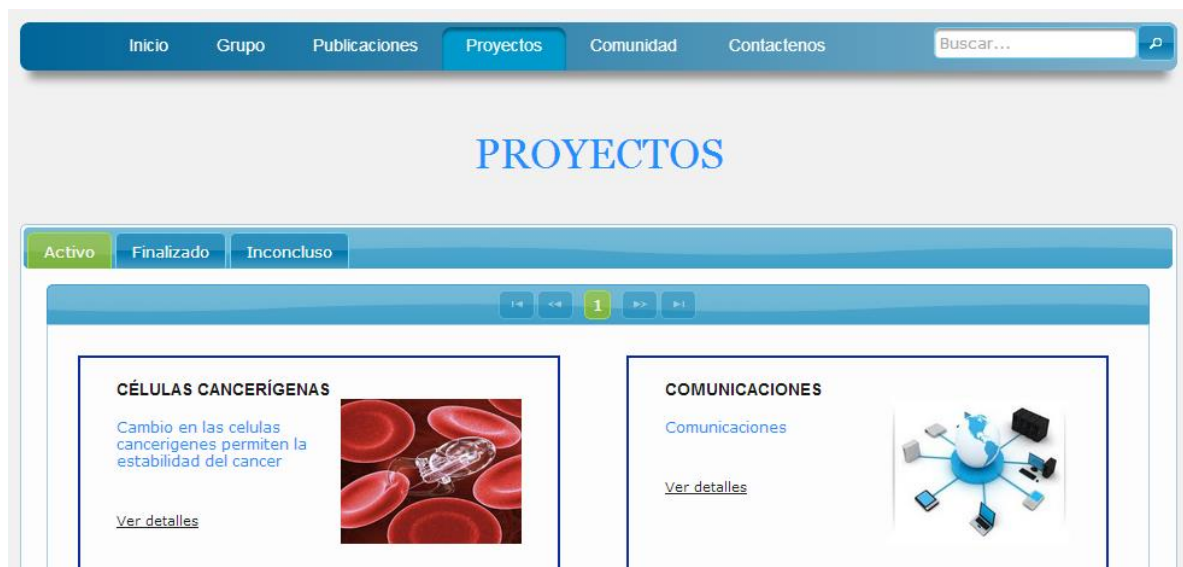 Inicio Grupo Publicaciones Proyectos Comunidad Contactenos Buscar...
PROYECTOS
Activo Finalizado Inconcluso
1
CÉLULAS CANCERÍGENAS
Cambio en las celulas
cancerigenes permiten la
estabilidad del cancer
Ver detalles
COMUNICACIONES
Comunicaciones
Ver detalles